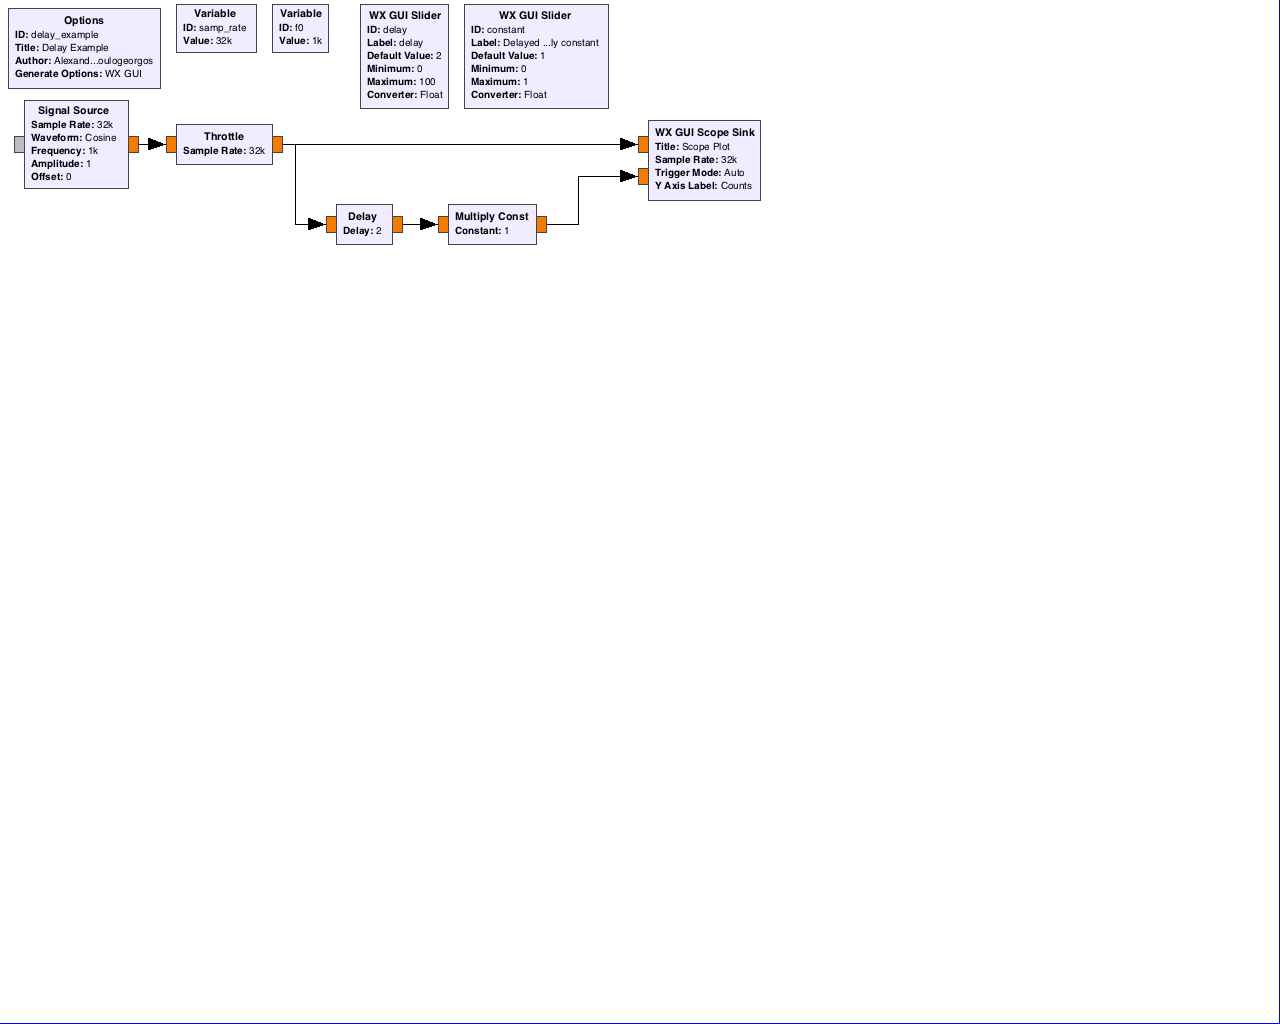 Options
ID: delay_example
Title: Delay Example
Author: Alexand...oulogeorgos
Generate Options: WX GUI
Variable
ID: samp_rate
Value: 32k
Variable
ID: f0
Value: 1k
WX GUI Slider
ID: delay
Label: delay
Default Value: 2
Minimum: 0
Maximum: 100
Converter: Float
WX GUI Slider
ID: constant
Label: Delayed ...ly constant
Default Value: 1
Minimum: 0
Maximum: 1
Converter: Float
Signal Source
Sample Rate: 32k
Waveform: Cosine
Frequency: 1k
Amplitude: 1
Offset: 0
Throttle
Sample Rate: 32k
WX GUI Scope Sink
Title: Scope Plot
Sample Rate: 32k
Trigger Mode: Auto
Y Axis Label: Counts
Delay
Delay: 2
Multiply Const
Constant: 1